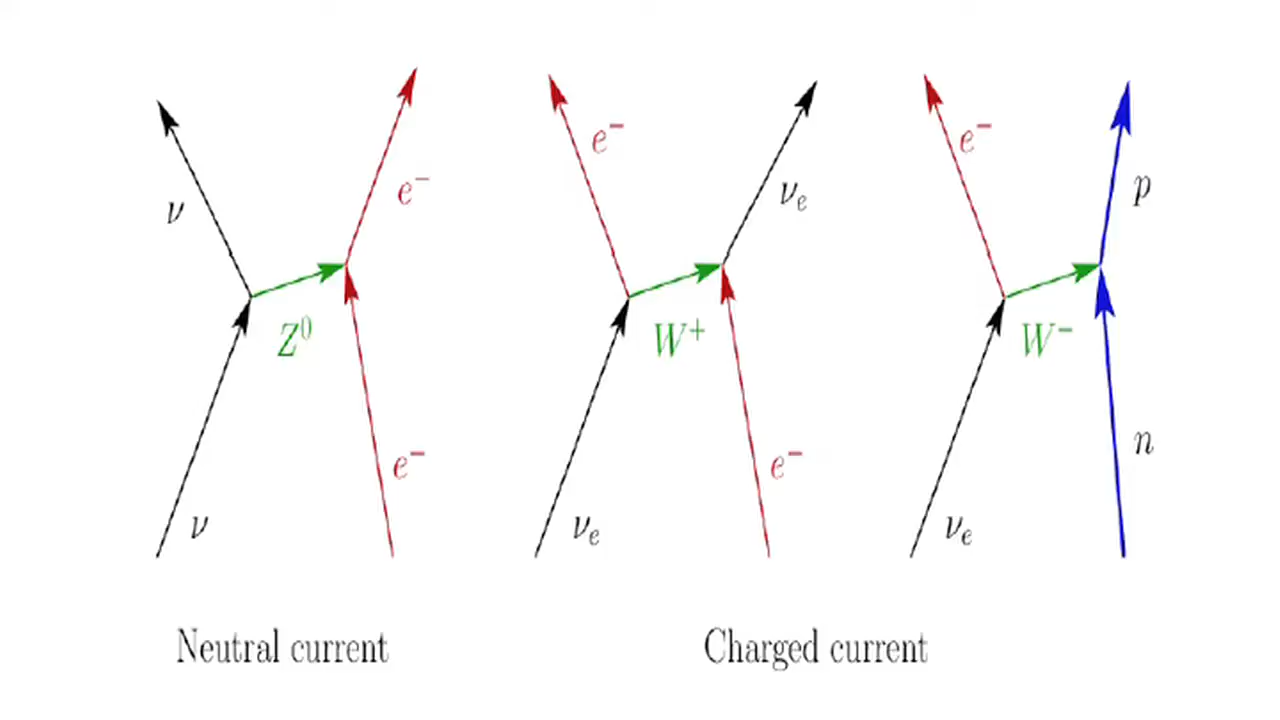 ν
e⁻
Z⁰
ν
e⁻
Neutral current
e⁻
νₑ
W⁺
νₑ
e⁻
e⁻
p
W⁻
νₑ
n
Charged current